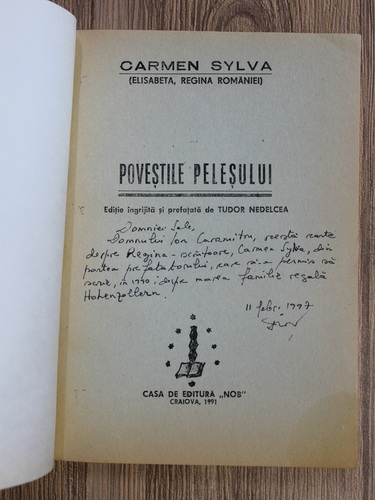 CARMEN SYLVA
(ELISABETA, REGINA ROMÂNIEI)
POVEȘTILE PELEȘULUI
Ediție îngrijită și prefațată de TUDOR NEDELCEA
Domniei Sale,
Domnului Ion Caramitru, această carte
despre Regina-scriitoare, Carmen Sylva, din
partea prefațatorului, care și-a permis să
scrie, în 1990, despre marea familie regală
Hohenzollern.
11 febr. 1997
CASA DE EDITURĂ „NOB"
CRAIOVA, 1991